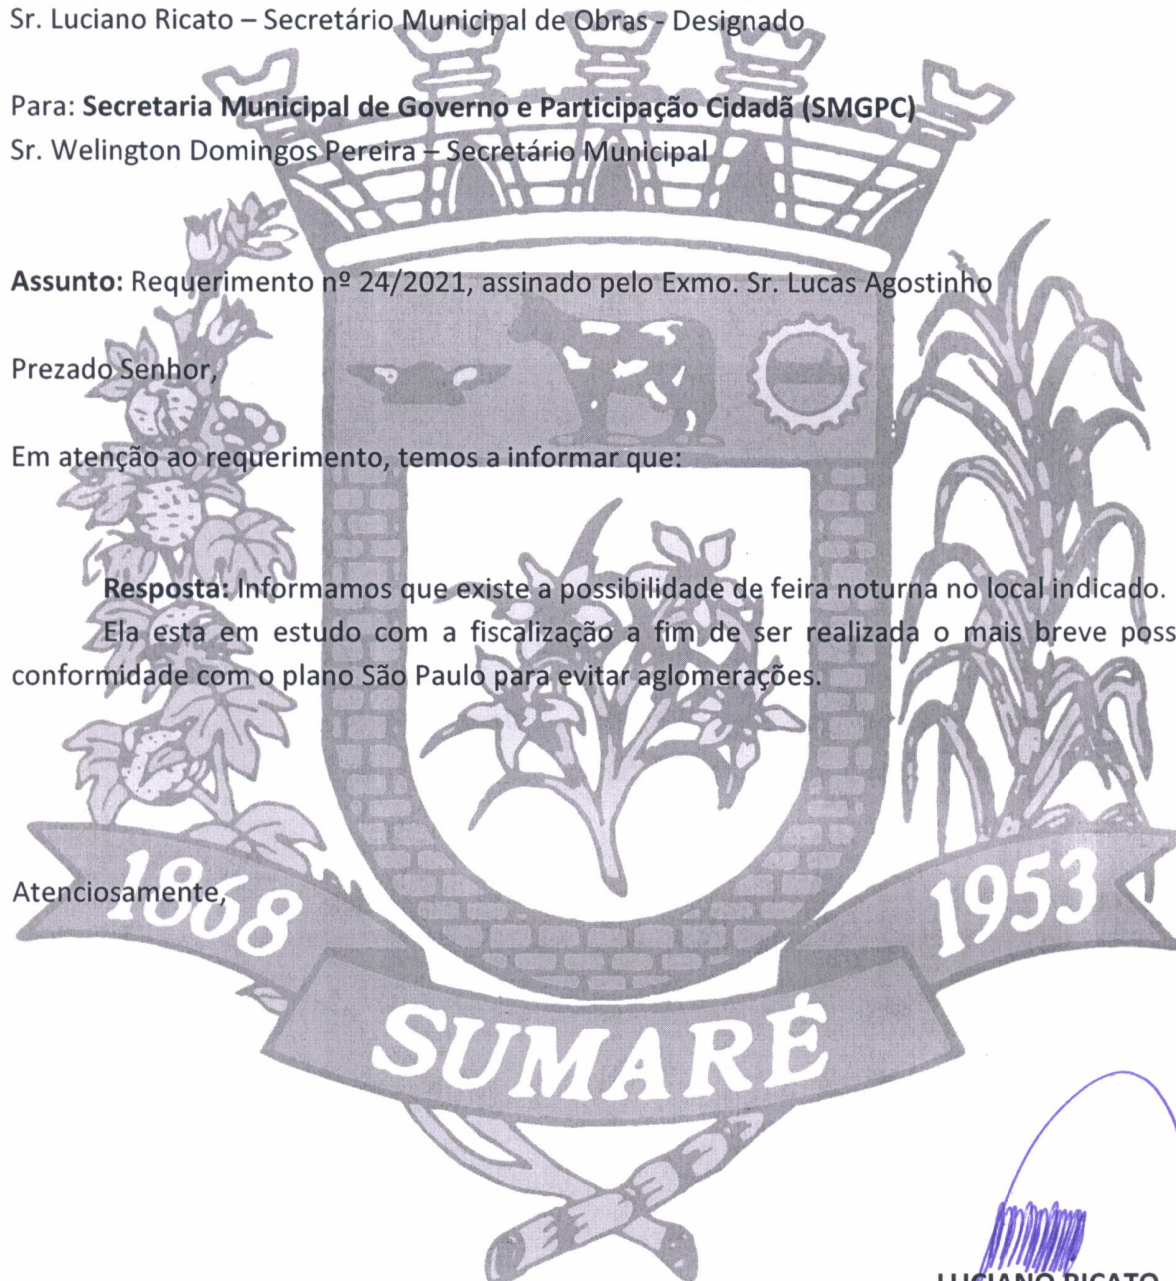 Sr. Luciano Ricato – Secretário Municipal de Obras - Designado
Para: Secretaria Municipal de Governo e Participação Cidadã (SMGPC)
Sr. Welington Domingos Pereira – Secretário Municipal
Assunto: Requerimento nº 24/2021, assinado pelo Exmo. Sr. Lucas Agostinho
Prezado Senhor,
Em atenção ao requerimento, temos a informar que:
Resposta: Informamos que existe a possibilidade de feira noturna no local indicado.
Ela esta em estudo com a fiscalização a fim de ser realizada o mais breve poss
conformidade com o plano São Paulo para evitar aglomerações.
Atenciosamente,
1868
1953
SUMARÉ
LUCIANO RICATO